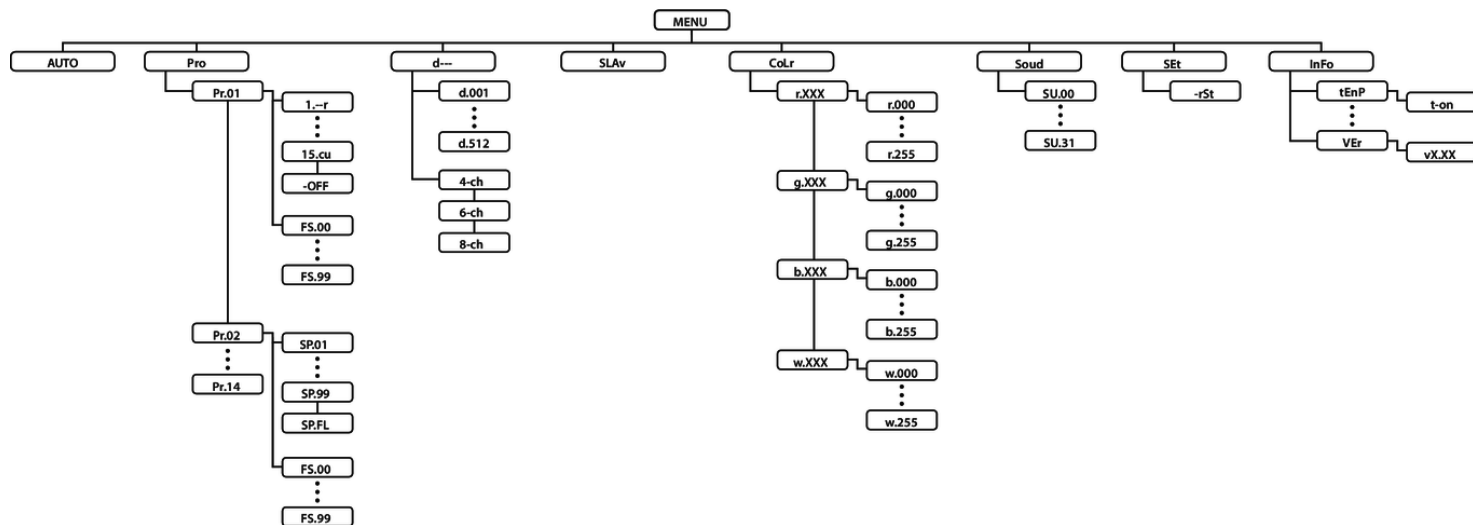 MENU
AUTO
Pro
d---
SLAv
CoLr
Soud
SEt
InFo
Pr.01
1.--r
15.cu
-OFF
FS.00
FS.99
Pr.02
Pr.14
SP.01
SP.99
SP.FL
FS.00
FS.99
d.001
d.512
4-ch
6-ch
8-ch
r.XXX
r.000
r.255
g.XXX
g.000
g.255
b.XXX
b.000
b.255
w.XXX
w.000
w.255
SU.00
SU.31
-rSt
tEnP
t-on
VEr
vX.XX